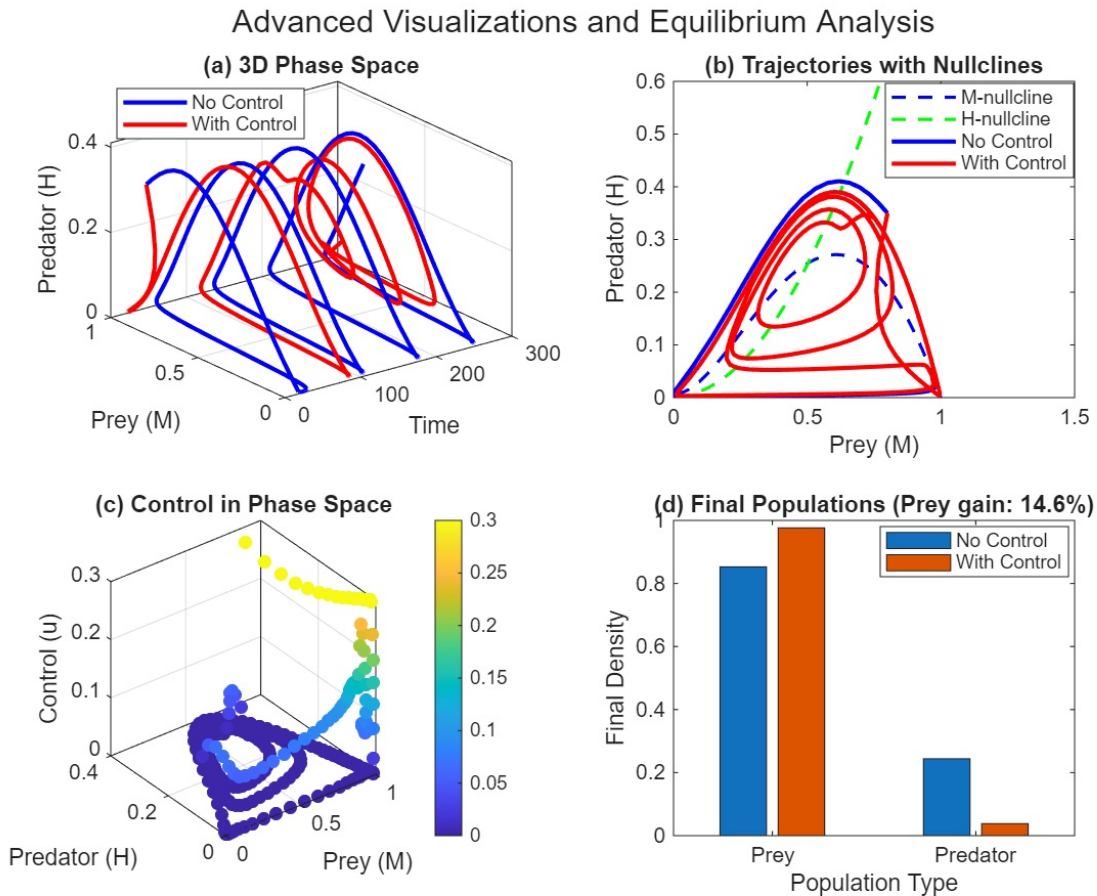 Advanced Visualizations and Equilibrium Analysis
(a) 3D Phase Space
No Control
With Control
0.4
0.2
0
Predator (H)
1
0.5
0
Prey (M)
0
100
200
300
Time
(b) Trajectories with Nullclines
M-nullcline
H-nullcline
No Control
With Control
0.6
0.5
0.4
0.3
0.2
0.1
0
Predator (H)
0
0.5
1
1.5
Prey (M)
(c) Control in Phase Space
0.3
0.2
0.1
0
Control (u)
0.4
0.2
0
Predator (H)
0
0.5
1
Prey (M)
0.3
0.25
0.2
0.15
0.1
0.05
0
(d) Final Populations (Prey gain: 14.6%)
No Control
With Control
1
0.8
0.6
0.4
0.2
0
Final Density
Prey
Predator
Population Type